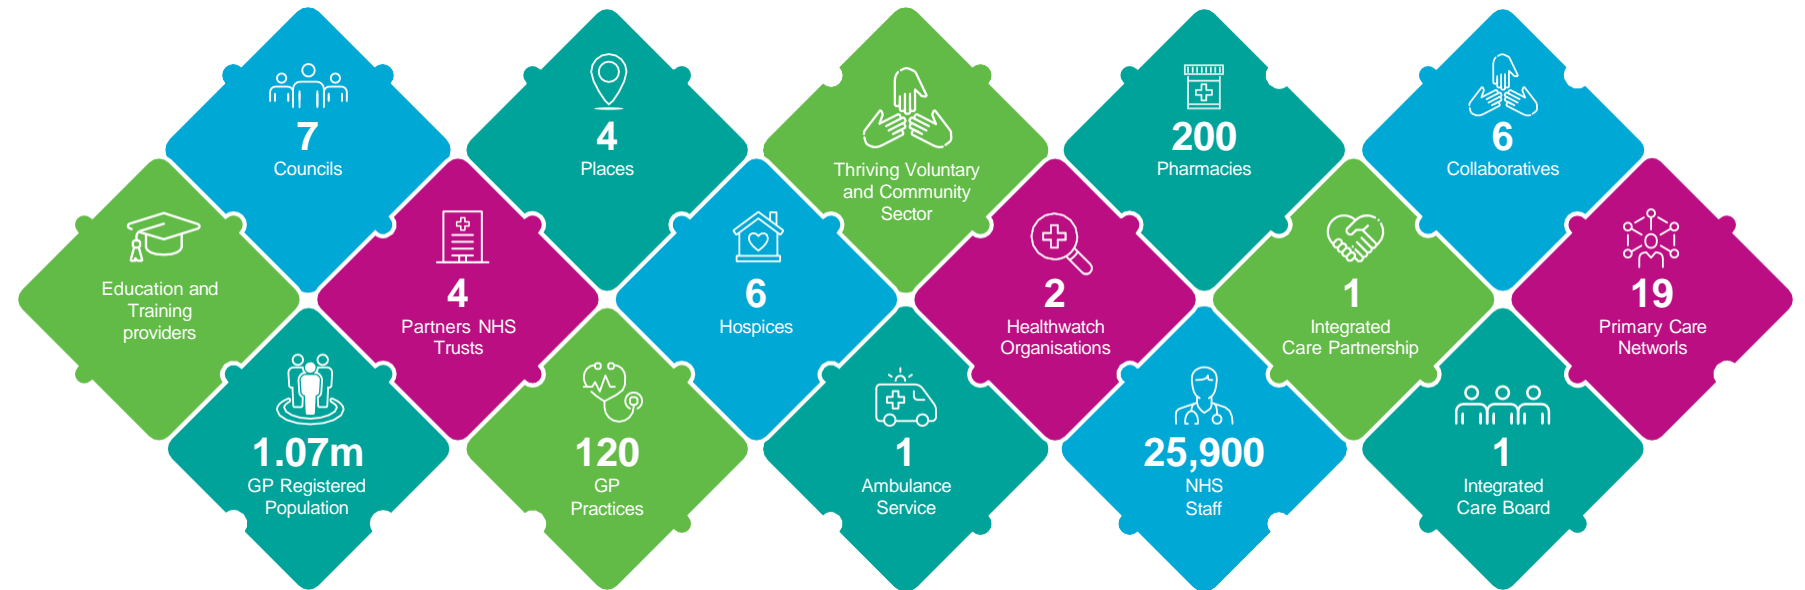 7
Councils
4
Places
Thriving Voluntary
and Community
Sector
200
Pharmacies
6
Collaboratives
Education and
Training
providers
4
Partners NHS
Trusts
6
Hospices
2
Healthwatch
Organisations
1
Integrated
Care Partnership
19
Primary Care
Networls
1.07m
GP Registered
Population
120
GP
Practices
1
Ambulance
Service
25,900
NHS
Staff
1
Integrated
Care Board